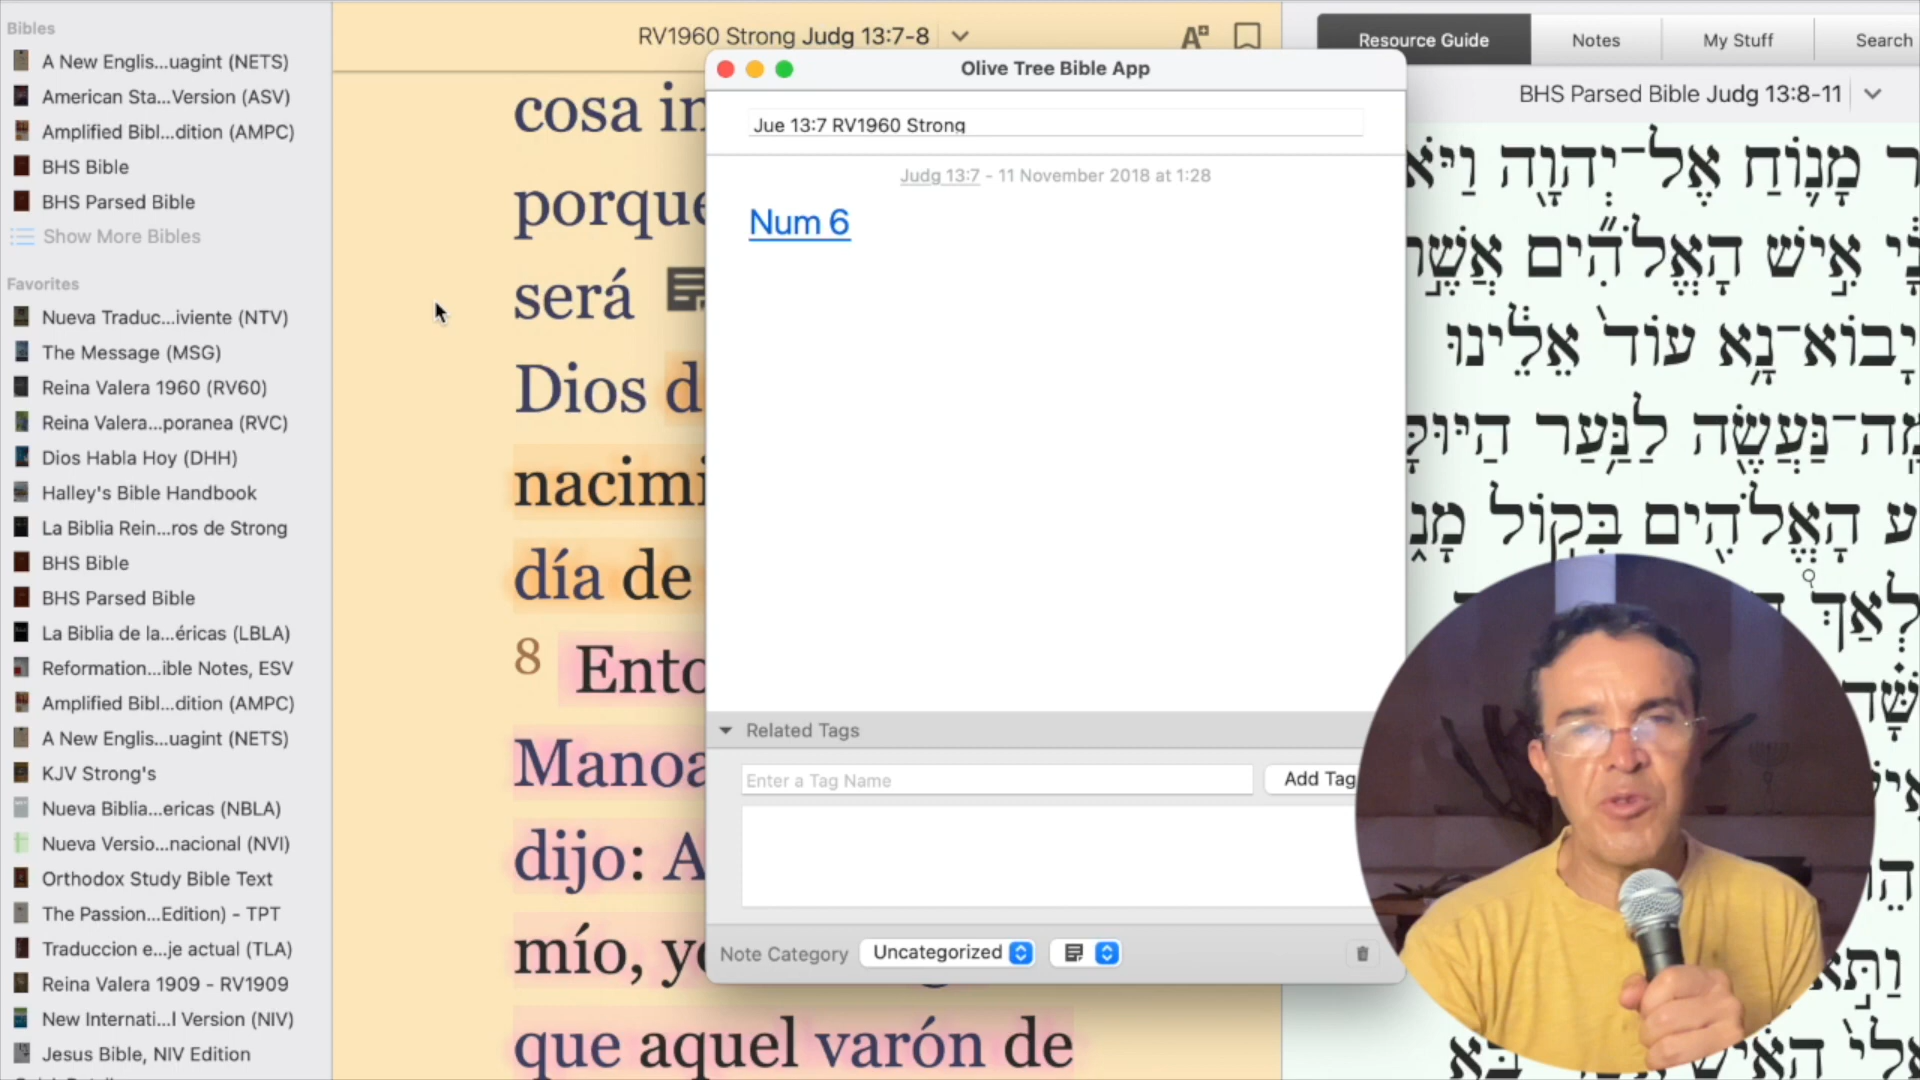 Bibles
A New Englis...uagint (NETS)
American Sta...Version (ASV)
Amplified Bibl...dition (AMPC)
BHS Bible
BHS Parsed Bible
Show More Bibles
Favorites
Nueva Traduc...iviente (NTV)
The Message (MSG)
Reina Valera 1960 (RV60)
Reina Valera...poranea (RVC)
Dios Habla Hoy (DHH)
Halley's Bible Handbook
La Biblia Rein...ros de Strong
BHS Bible
BHS Parsed Bible
La Biblia de la...éricas (LBLA)
Reformation...ible Notes, ESV
Amplified Bibl...dition (AMPC)
A New Englis...uagint (NETS)
KJV Strong's
Nueva Biblia...ericas (NBLA)
Nueva Versio...nacional (NVI)
Orthodox Study Bible Text
The Passion...Edition) - TPT
Traduccion e...je actual (TLA)
Reina Valera 1909 - RV1909
New Internati...l Version (NIV)
Jesus Bible, NIV Edition
RV1960 Strong Judg 13:7-8
cosa
porque
será
Dios d
nacimi
día de
8 Ento
Manoa
dijo: A
mío, yo
que aquel varón de
Olive Tree Bible App
Jue 13:7 RV1960 Strong
Judg 13:7 - 11 November 2018 at 1:28
Num 6
Related Tags
Enter a Tag Name
Add Tag
Note Category Uncategorized
Resource Guide Notes My Stuff Search
BHS Parsed Bible Judg 13:8-11
מָנ֛וֹחַ אֶל־יְהוָ֖ה
אִ֣ישׁ הָאֱלֹהִ֞ים
יָבוֹא־נָ֥א עוֹד֙ אֵלֵ֔ינוּ
מַֽה־נַּעֲשֶׂ֖ה לַנַּ֥עַר
הָאֱלֹהִ֖ים בְּק֣וֹל